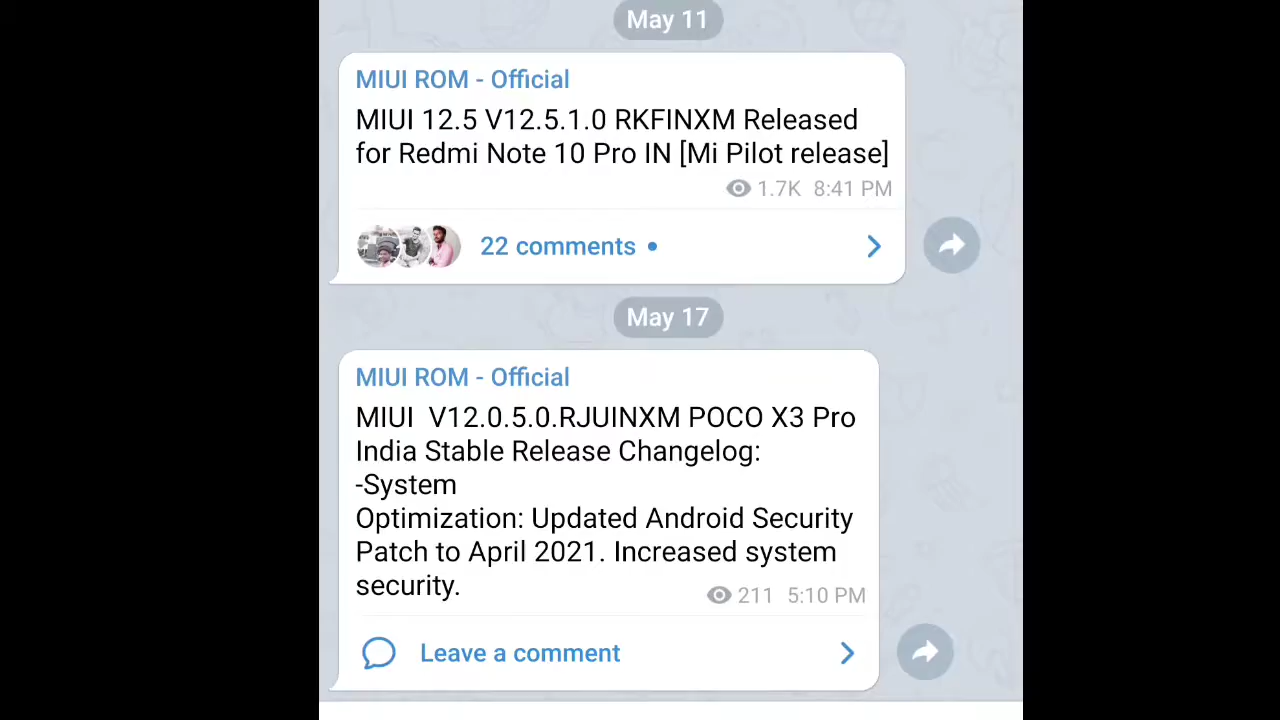 May 11
MIUI ROM - Official
MIUI 12.5 V12.5.1.0 RKFINXM Released
for Redmi Note 10 Pro IN [Mi Pilot release]
1.7K 8:41 PM
22 comments •
May 17
MIUI ROM - Official
MIUI  V12.0.5.0.RJUINXM POCO X3 Pro
India Stable Release Changelog:
-System
Optimization: Updated Android Security
Patch to April 2021. Increased system
security.
211 5:10 PM
Leave a comment